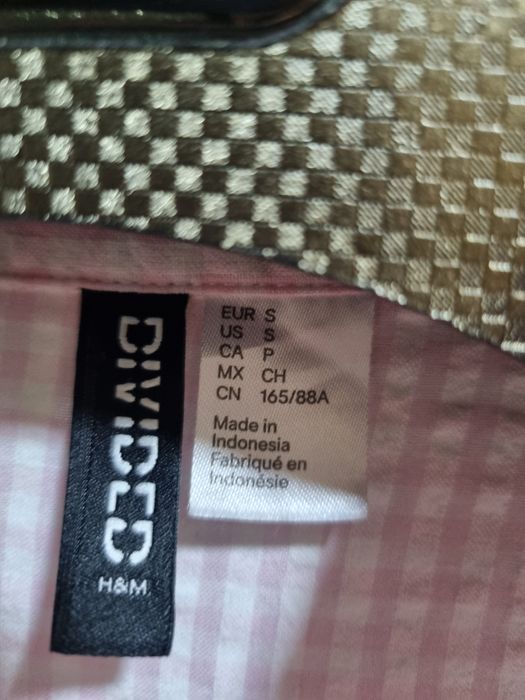 DIVIDED
H&M
EUR S
US S
CA P
MX CH
CN 165/88A
Made in
Indonesia
Fabriqué en
Indonésie